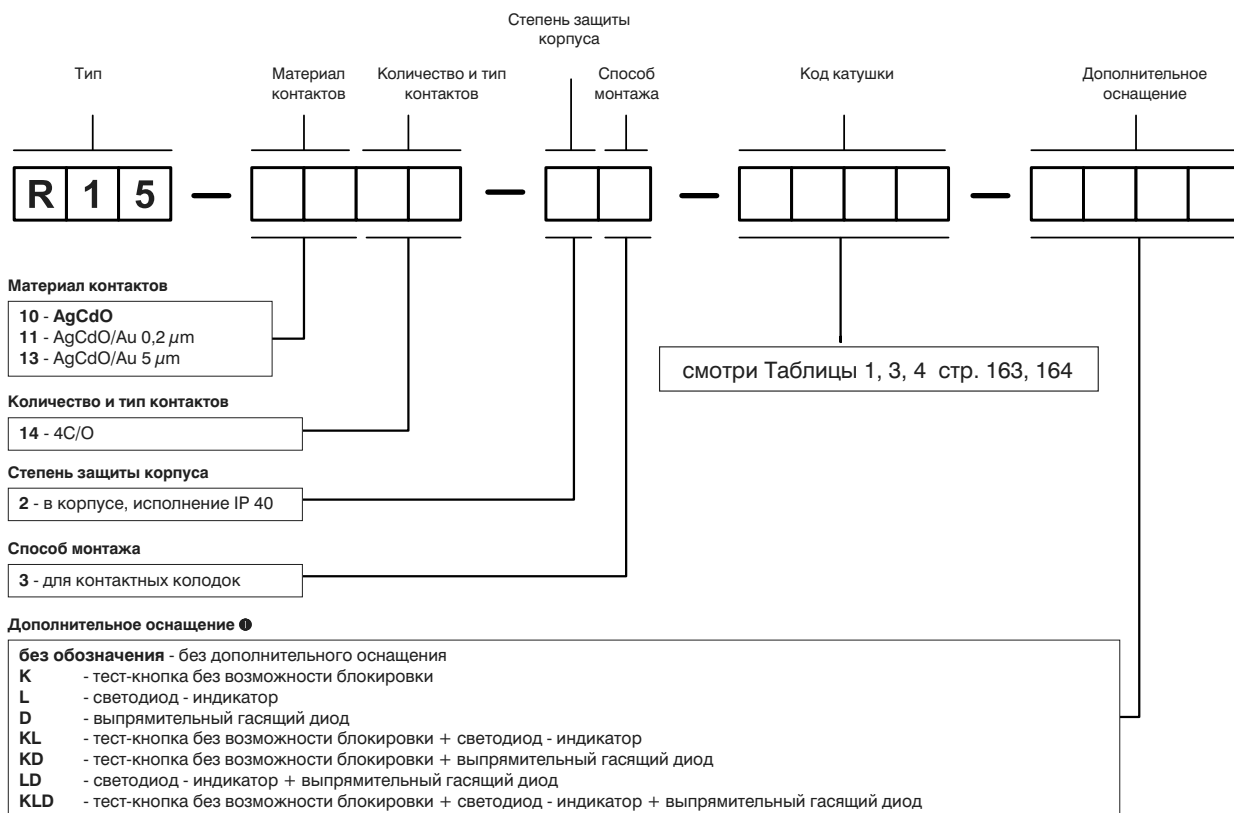 Степень защиты
корпуса
Тип
Материал
контактов
Количество и тип
контактов
Способ
монтажа
Код катушки
Дополнительное
оснащение
R 1 5 – – – –
Материал контактов
10 - AgCdO
11 - AgCdO/Au 0,2 µm
13 - AgCdO/Au 5 µm
смотри Таблицы 1, 3, 4 стр. 163, 164
Количество и тип контактов
14 - 4C/O
Степень защиты корпуса
2 - в корпусе, исполнение IP 40
Способ монтажа
3 - для контактных колодок
Дополнительное оснащение ❶
без обозначения - без дополнительного оснащения
K - тест-кнопка без возможности блокировки
L - светодиод - индикатор
D - выпрямительный гасящий диод
KL - тест-кнопка без возможности блокировки + светодиод - индикатор
KD - тест-кнопка без возможности блокировки + выпрямительный гасящий диод
LD - светодиод - индикатор + выпрямительный гасящий диод
KLD - тест-кнопка без возможности блокировки + светодиод - индикатор + выпрямительный гасящий диод